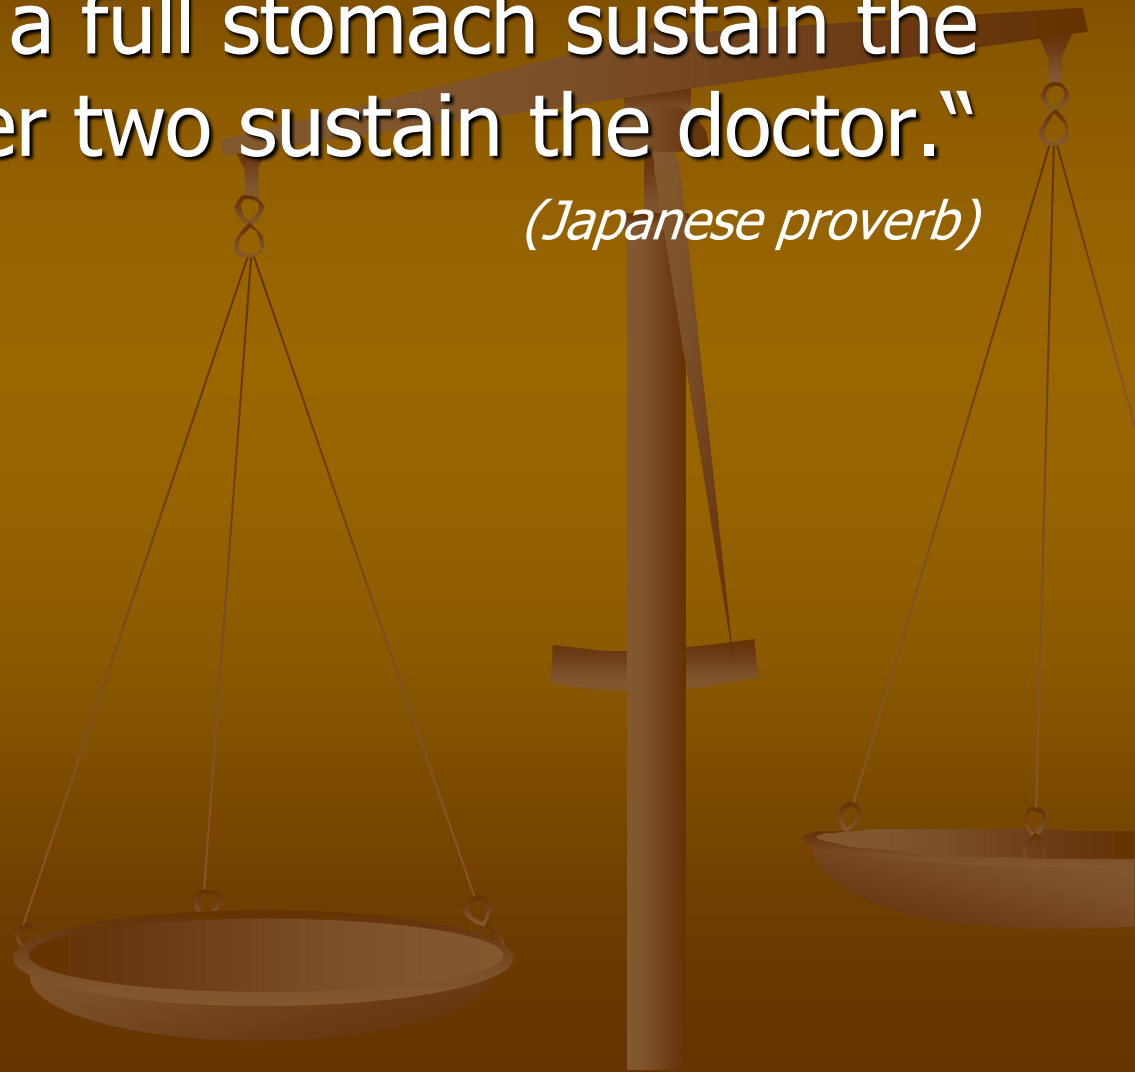 a full stomach sustain the
er two sustain the doctor.“
(Japanese proverb)